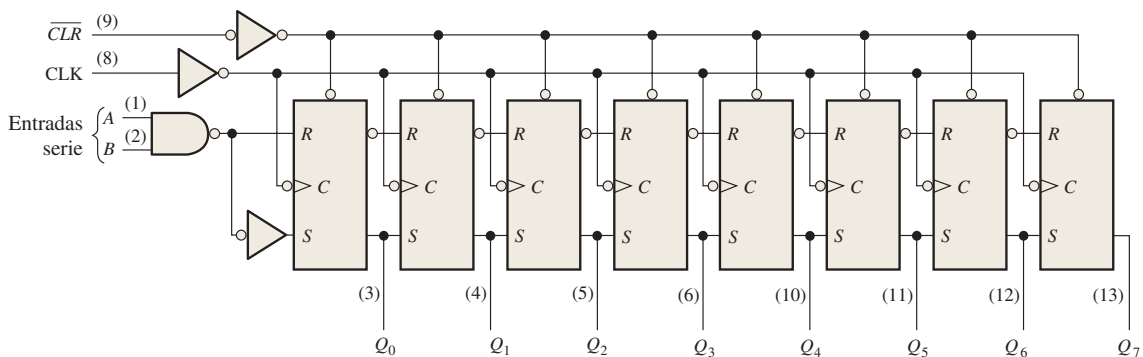 CLR (9)
CLK (8)
Entradas serie
A (1)
B (2)
R R R R R R R R
C C C C C C C C
S S S S S S S S
(3) (4) (5) (6) (10) (11) (12) (13)
Q0 Q1 Q2 Q3 Q4 Q5 Q6 Q7